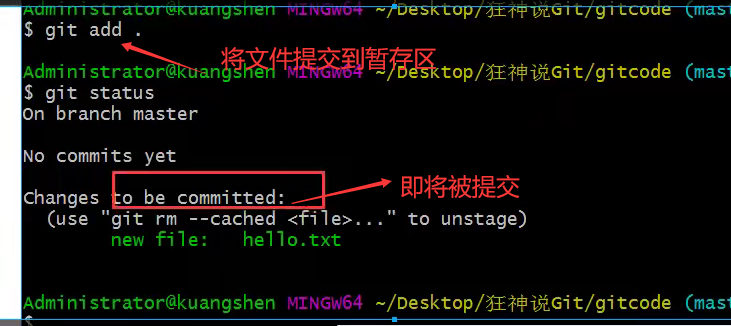 Administrator@kuangshen MINGW64 ~/Desktop/狂神说Git/gitcode (mast
$ git add .
将文件提交到暂存区
Administrator@kuangshen MINGW64 ~/Desktop/狂神说Git/gitcode (mast
$ git status
On branch master
No commits yet
Changes to be committed:
即将被提交
(use "git rm --cached <file>..." to unstage)
new file: hello.txt
Administrator@kuangshen MINGW64 ~/Desktop/狂神说Git/gitcode (mast